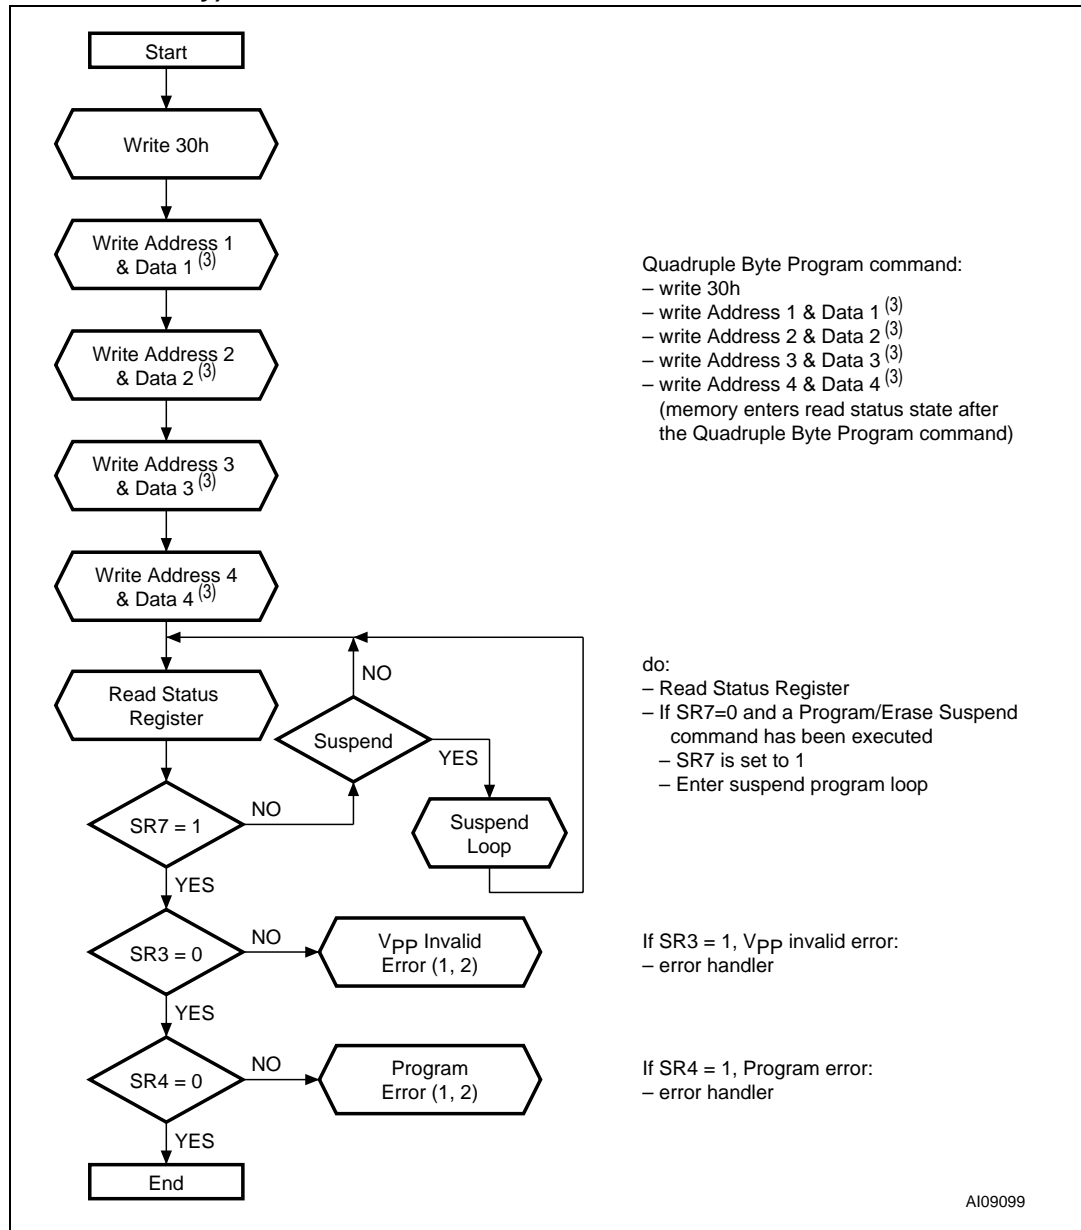 Start
Write 30h
Write Address 1
& Data 1 (3)
Write Address 2
& Data 2 (3)
Write Address 3
& Data 3 (3)
Write Address 4
& Data 4 (3)
Quadruple Byte Program command:
– write 30h
– write Address 1 & Data 1 (3)
– write Address 2 & Data 2 (3)
– write Address 3 & Data 3 (3)
– write Address 4 & Data 4 (3)
(memory enters read status state after
the Quadruple Byte Program command)
Read Status
Register
NO
Suspend
YES
Suspend
Loop
SR7 = 1
NO
YES
do:
– Read Status Register
– If SR7=0 and a Program/Erase Suspend
command has been executed
– SR7 is set to 1
– Enter suspend program loop
SR3 = 0
NO
VPP Invalid
Error (1, 2)
YES
If SR3 = 1, VPP invalid error:
– error handler
SR4 = 0
NO
Program
Error (1, 2)
YES
If SR4 = 1, Program error:
– error handler
End
AI09099